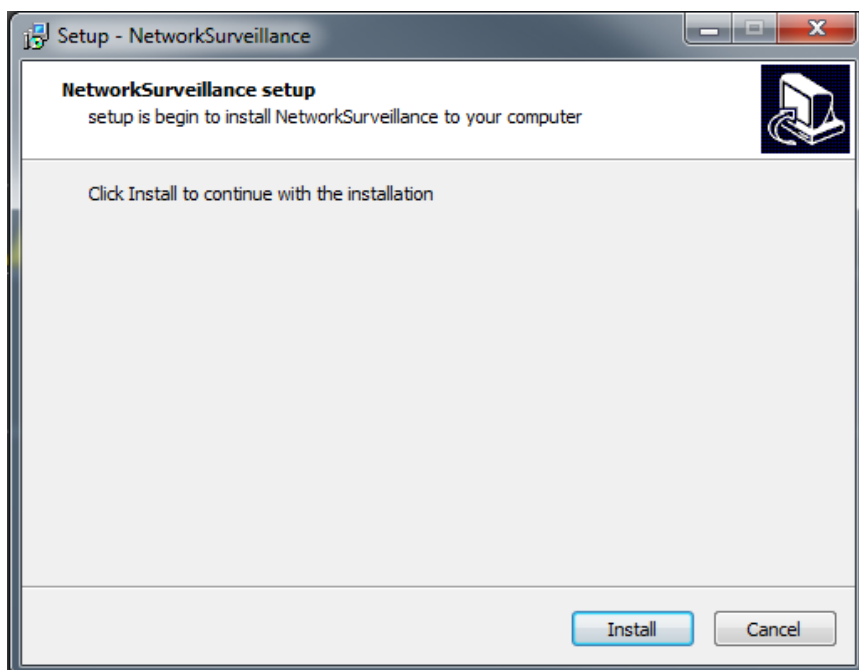 Setup - NetworkSurveillance
NetworkSurveillance setup
setup is begin to install NetworkSurveillance to your computer
Click Install to continue with the installation
Install Cancel